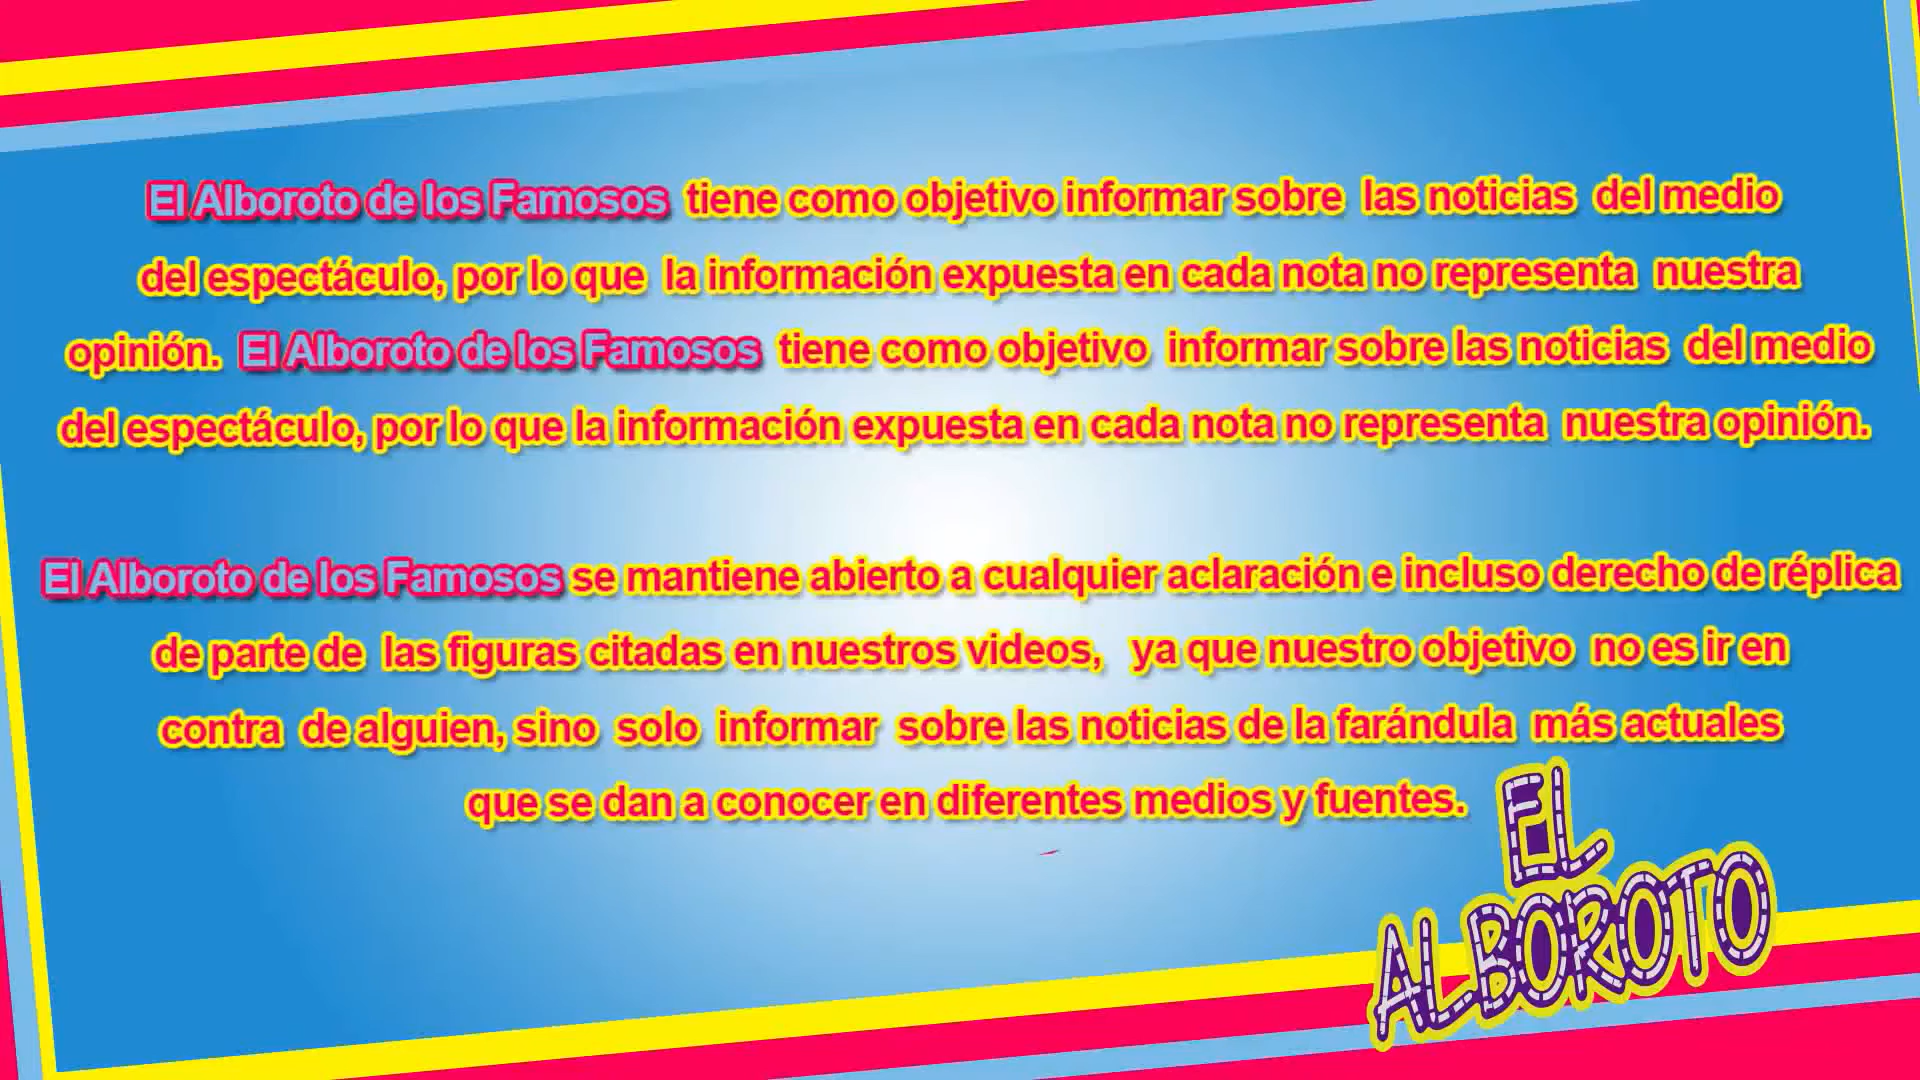 El Alboroto de los Famosos tiene como objetivo informar sobre las noticias del medio
del espectáculo, por lo que la información expuesta en cada nota no representa nuestra
opinión. El Alboroto de los Famosos tiene como objetivo informar sobre las noticias del medio
del espectáculo, por lo que la información expuesta en cada nota no representa nuestra opinión.
El Alboroto de los Famosos se mantiene abierto a cualquier aclaración e incluso derecho de réplica
de parte de las figuras citadas en nuestros videos, ya que nuestro objetivo no es ir en
contra de alguien, sino solo informar sobre las noticias de la farándula más actuales
que se dan a conocer en diferentes medios y fuentes.
EL
ALBOROTO